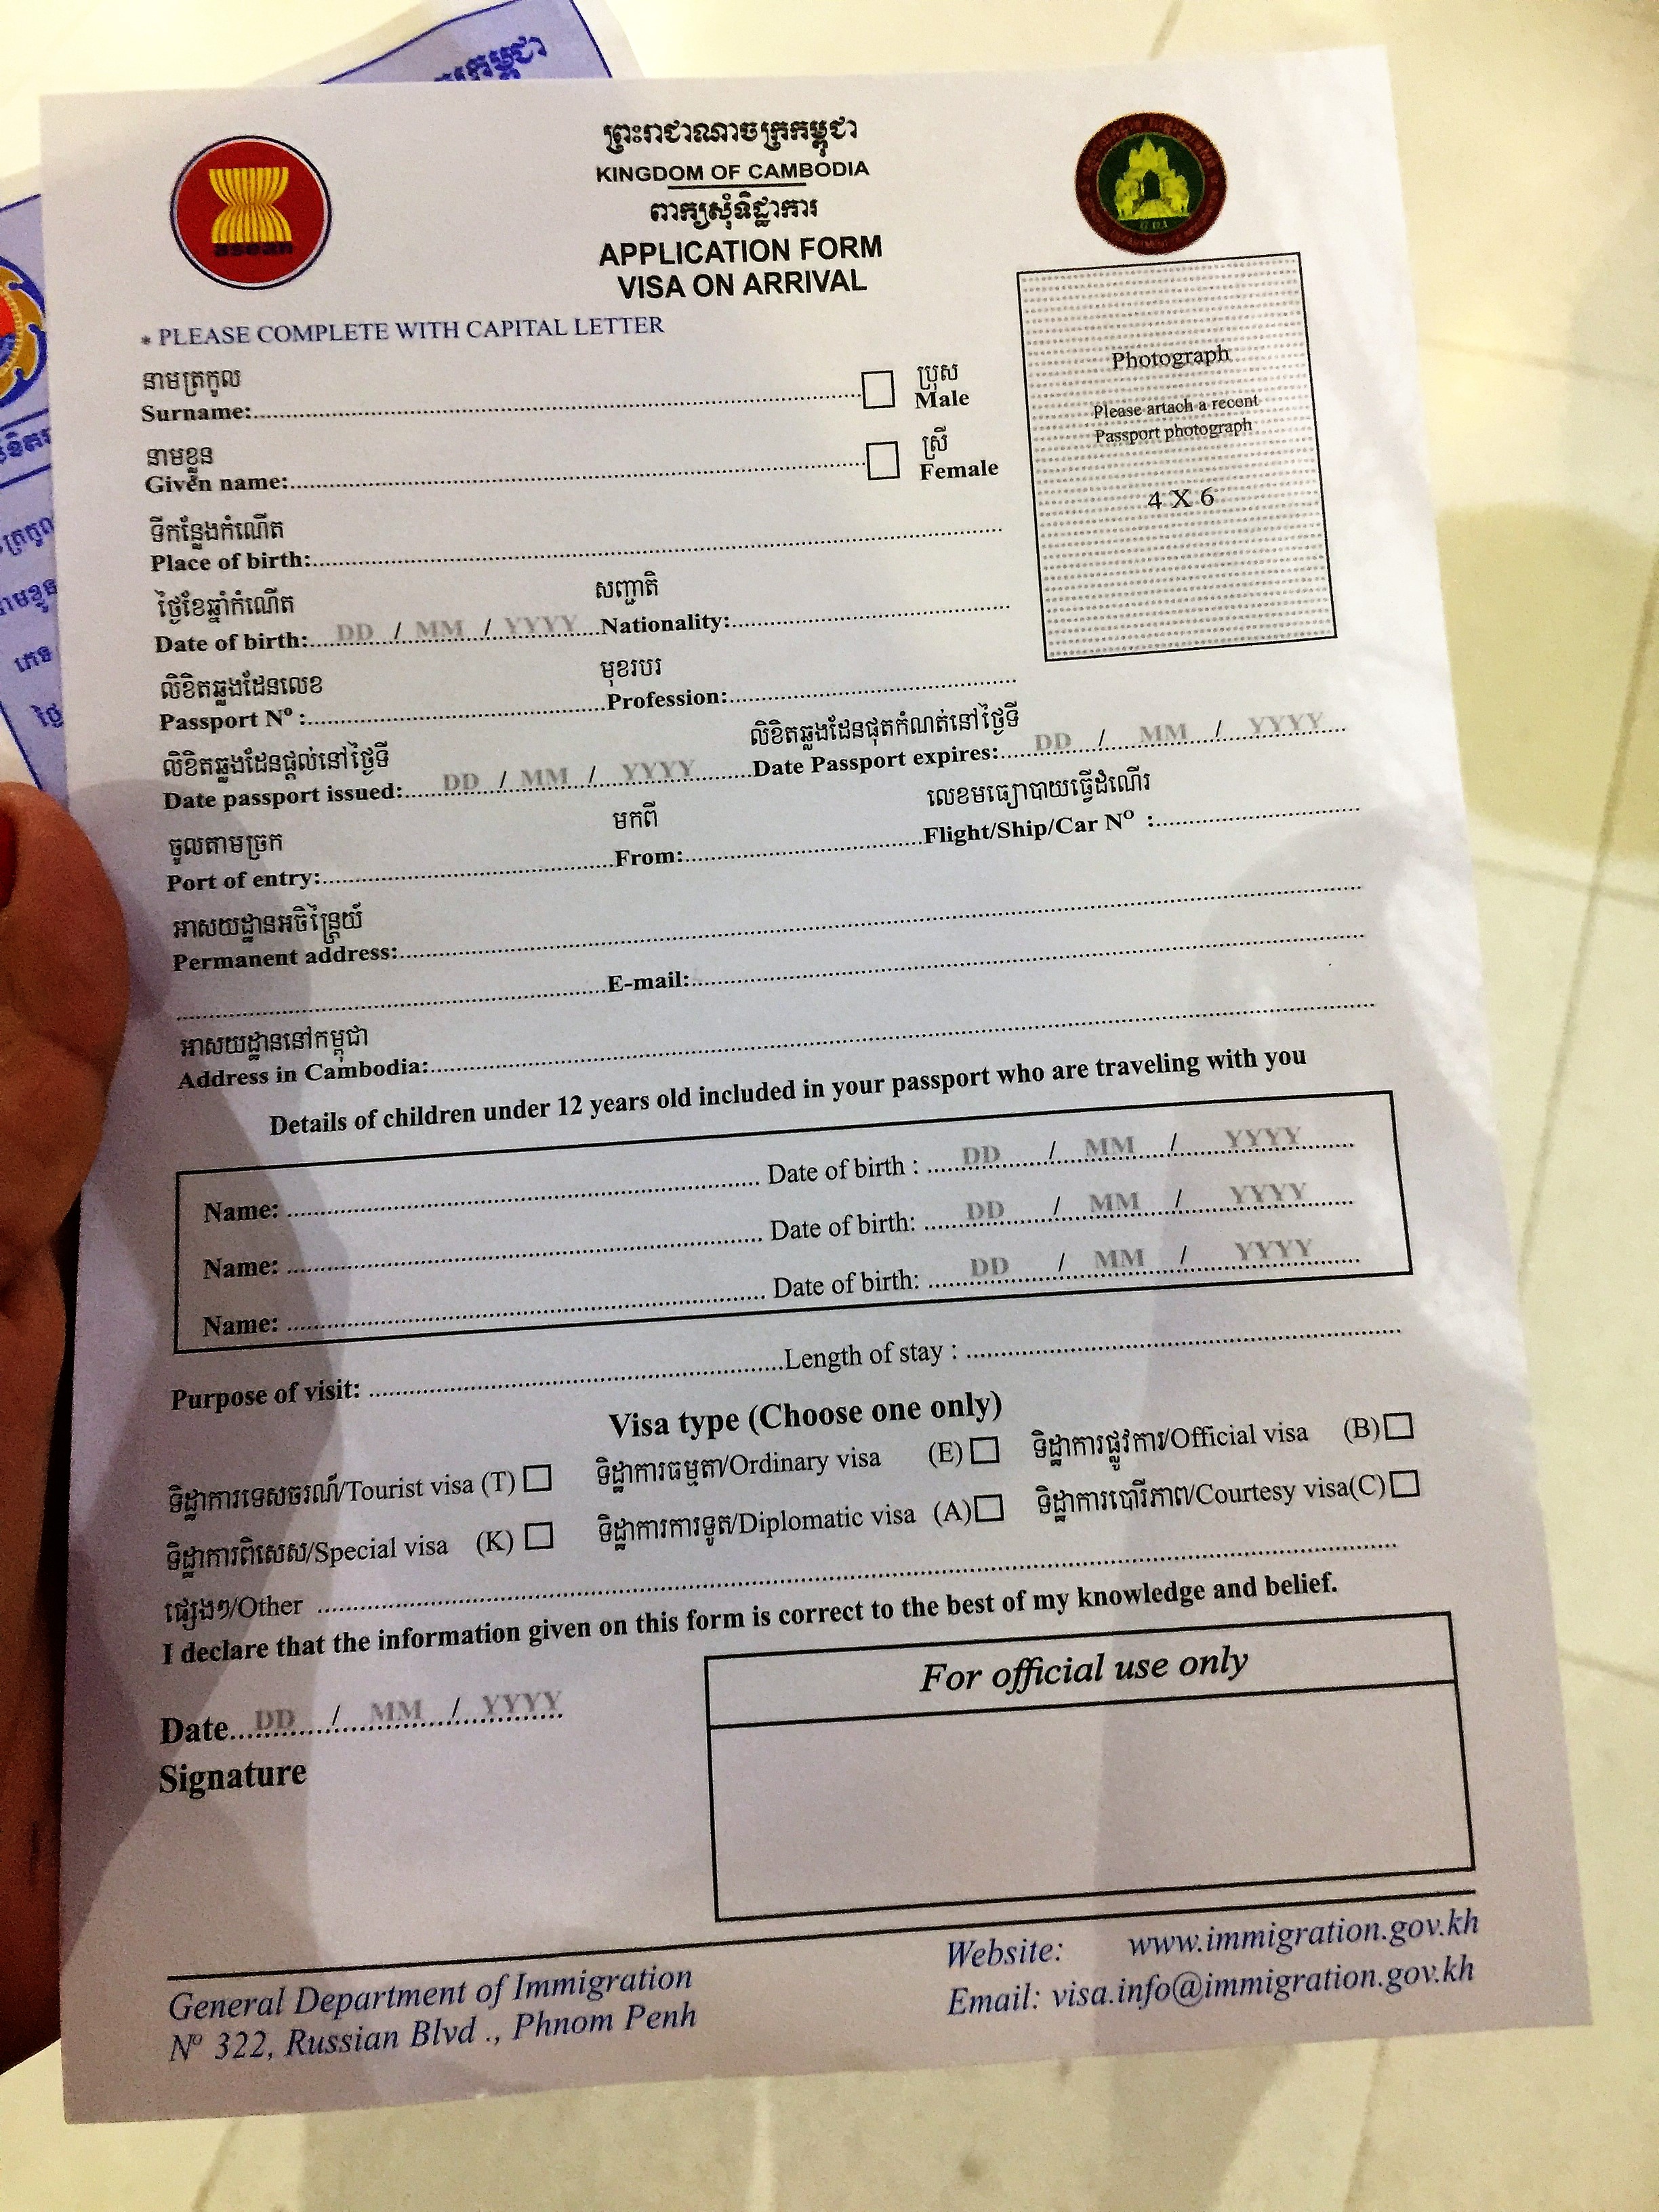 ព្រះរាជាណាចក្រកម្ពុជា
KINGDOM OF CAMBODIA
ពាក្យសុំទិដ្ឋាការ
APPLICATION FORM
VISA ON ARRIVAL
asean
G.D.I
* PLEASE COMPLETE WITH CAPITAL LETTER
Photograph
Please artach a recent
Passport photograph
4 X 6
នាមត្រកូល
Surname:
ប្រុស
Male
នាមខ្លួន
Given name:
ស្រី
Female
ទីកន្លែងកំណើត
Place of birth:
ថ្ងៃខែឆ្នាំកំណើត សញ្ជាតិ
Date of birth: DD / MM / YYYY Nationality:
លិខិតឆ្លងដែនលេខ មុខរបរ
Passport Nº : Profession:
លិខិតឆ្លងដែនផ្តល់នៅថ្ងៃទី លិខិតឆ្លងដែនផុតកំណត់នៅថ្ងៃទី
Date passport issued: DD / MM / YYYY Date Passport expires: DD / MM / YYYY
ចូលតាមច្រក មកពី លេខមធ្យោបាយធ្វើដំណើរ
Port of entry: From: Flight/Ship/Car Nº :
អាសយដ្ឋានអចិន្ត្រៃយ៍
Permanent address:
E-mail:
អាសយដ្ឋាននៅកម្ពុជា
Address in Cambodia:
Details of children under 12 years old included in your passport who are traveling with you
Name: Date of birth : DD / MM / YYYY
Name: Date of birth: DD / MM / YYYY
Name: Date of birth: DD / MM / YYYY
Purpose of visit: Length of stay :
Visa type (Choose one only)
ទិដ្ឋាការទេសចរណ៍/Tourist visa (T) ទិដ្ឋាការធម្មតា/Ordinary visa (E) ទិដ្ឋាការផ្លូវការ/Official visa (B)
ទិដ្ឋាការពិសេស/Special visa (K) ទិដ្ឋាការការទូត/Diplomatic visa (A) ទិដ្ឋាការបារីភាព/Courtesy visa(C)
ផ្សេងៗ/Other
I declare that the information given on this form is correct to the best of my knowledge and belief.
Date DD / MM / YYYY
Signature
For official use only
General Department of Immigration
Nº 322, Russian Blvd ., Phnom Penh
Website: www.immigration.gov.kh
Email: visa.info@immigration.gov.kh